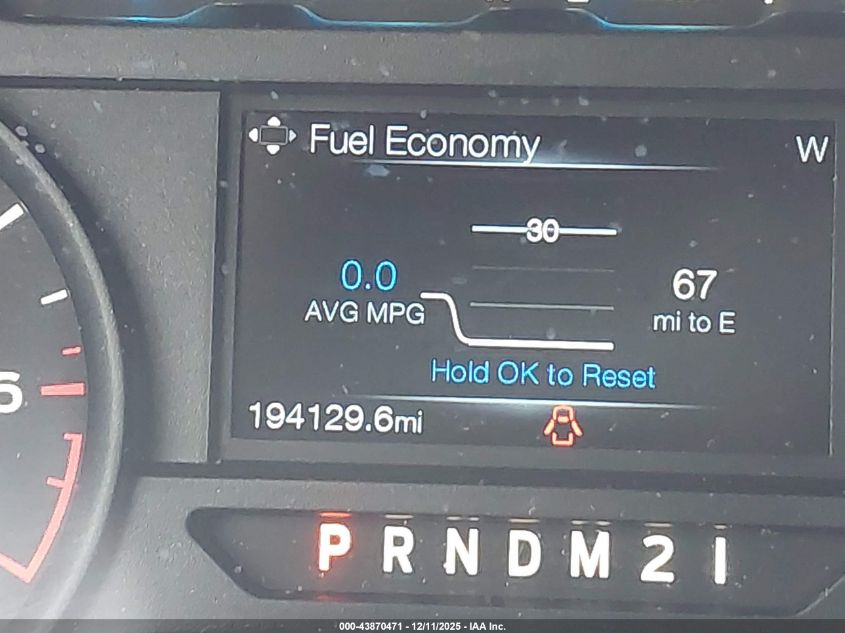 Fuel Economy W
30
0.0 67
AVG MPG mi to E
Hold OK to Reset
194129.6mi
6
P R N D M 2 1
000-43870471 - 12/11/2025 - IAA Inc.